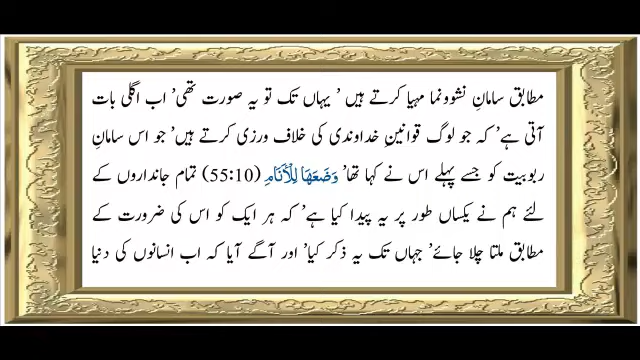 مطابق سامانِ نشوونما مہیا کرتے ہیں' یہاں تک تو یہ صورت تھی' اب اگلی بات
آتی ہے' کہ جو لوگ قوانینِ خداوندی کی خلاف ورزی کرتے ہیں' جو اس سامانِ
ربوبیت کو جسے پہلے اس نے کہا تھا' وَضَعَهَا لِلْأَنَامِ (55:10) تمام جانداروں کے
لئے ہم نے یکساں طور پر یہ پیدا کیا ہے' کہ ہر ایک کو اس کی ضرورت کے
مطابق ملتا چلا جائے' جہاں تک یہ ذکر کیا' اور آگے آیا کہ اب انسانوں کی دنیا